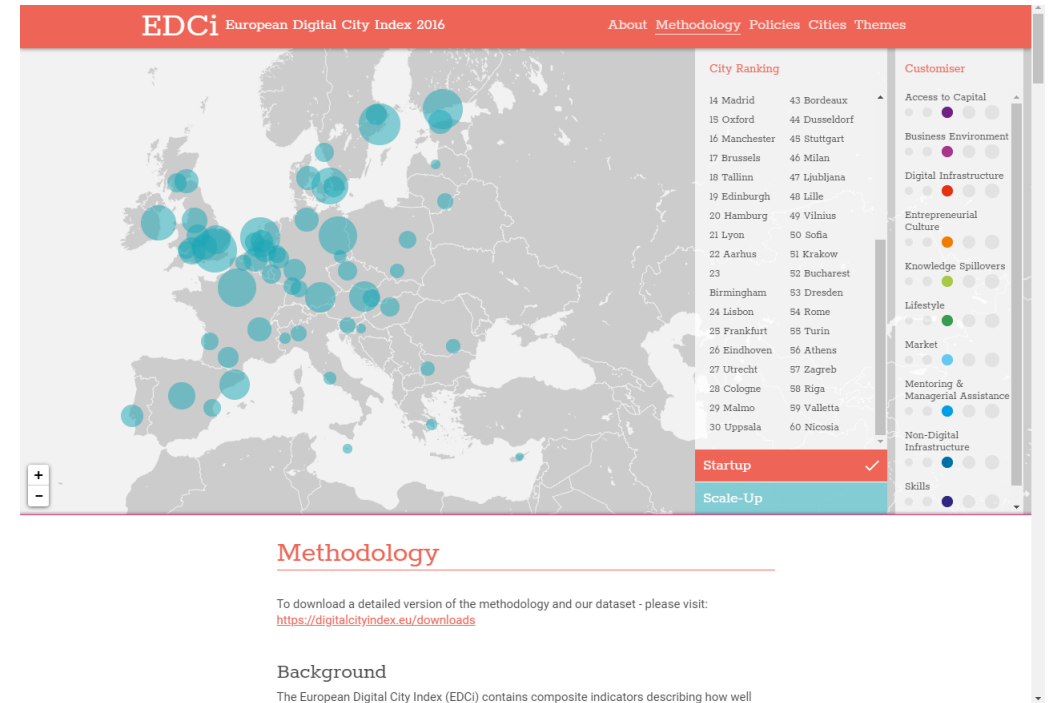 EDCi European Digital City Index 2016
About Methodology Policies Cities Themes
City Ranking
14 Madrid
15 Oxford
16 Manchester
17 Brussels
18 Tallinn
19 Edinburgh
20 Hamburg
21 Lyon
22 Aarhus
23
Birmingham
24 Lisbon
25 Frankfurt
26 Eindhoven
27 Utrecht
28 Cologne
29 Malmo
30 Uppsala
43 Bordeaux
44 Dusseldorf
45 Stuttgart
46 Milan
47 Ljubljana
48 Lille
49 Vilnius
50 Sofia
51 Krakow
52 Bucharest
53 Dresden
54 Rome
55 Turin
56 Athens
57 Zagreb
58 Riga
59 Valletta
60 Nicosia
Startup
Scale-Up
Customiser
Access to Capital
Business Environment
Digital Infrastructure
Entrepreneurial
Culture
Knowledge Spillovers
Lifestyle
Market
Mentoring &
Managerial Assistance
Non-Digital
Infrastructure
Skills
+
-
Methodology
To download a detailed version of the methodology and our dataset - please visit:
https://digitalcityindex.eu/downloads
Background
The European Digital City Index (EDCi) contains composite indicators describing how well